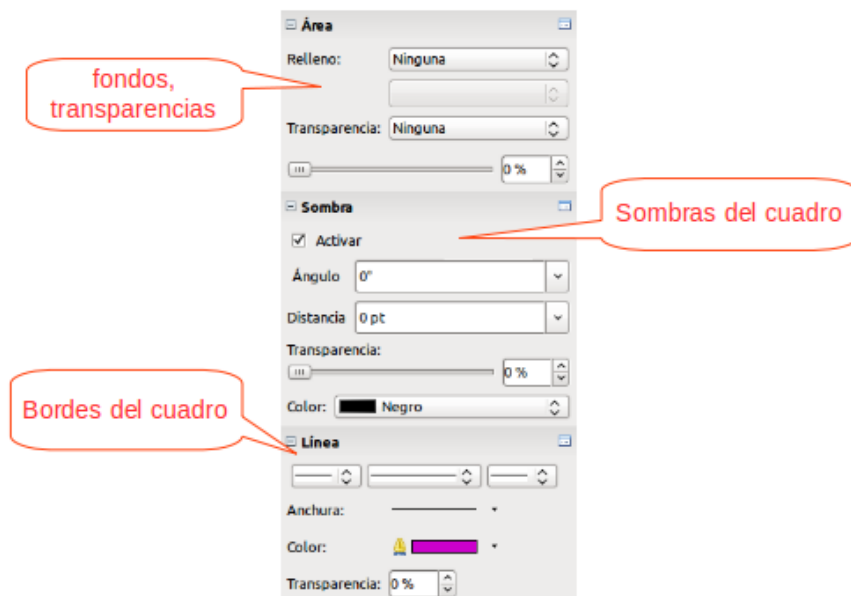 Área
Relleno: Ninguna
fondos,
transparencias
Transparencia: Ninguna
0 %
Sombra
Sombras del cuadro
Activar
Ángulo 0°
Distancia 0 pt
Transparencia:
0 %
Bordes del cuadro
Color: Negro
Línea
Anchura:
Color:
Transparencia: 0 %